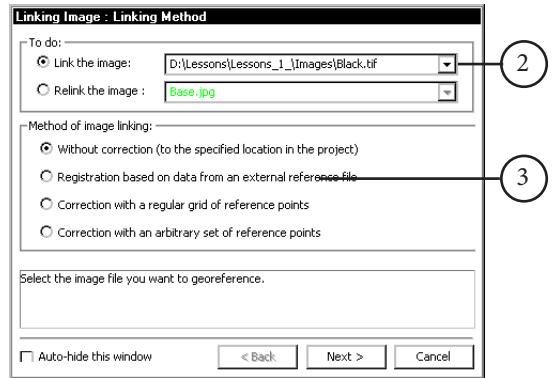 Linking Image : Linking Method
To do:
Link the image: D:\Lessons\Lessons_1_\Images\Black.tif
2
Relink the image : Base.jpg
Method of image linking:
Without correction (to the specified location in the project)
Registration based on data from an external reference file
3
Correction with a regular grid of reference points
Correction with an arbitrary set of reference points
Select the image file you want to georeference.
Auto-hide this window < Back Next > Cancel